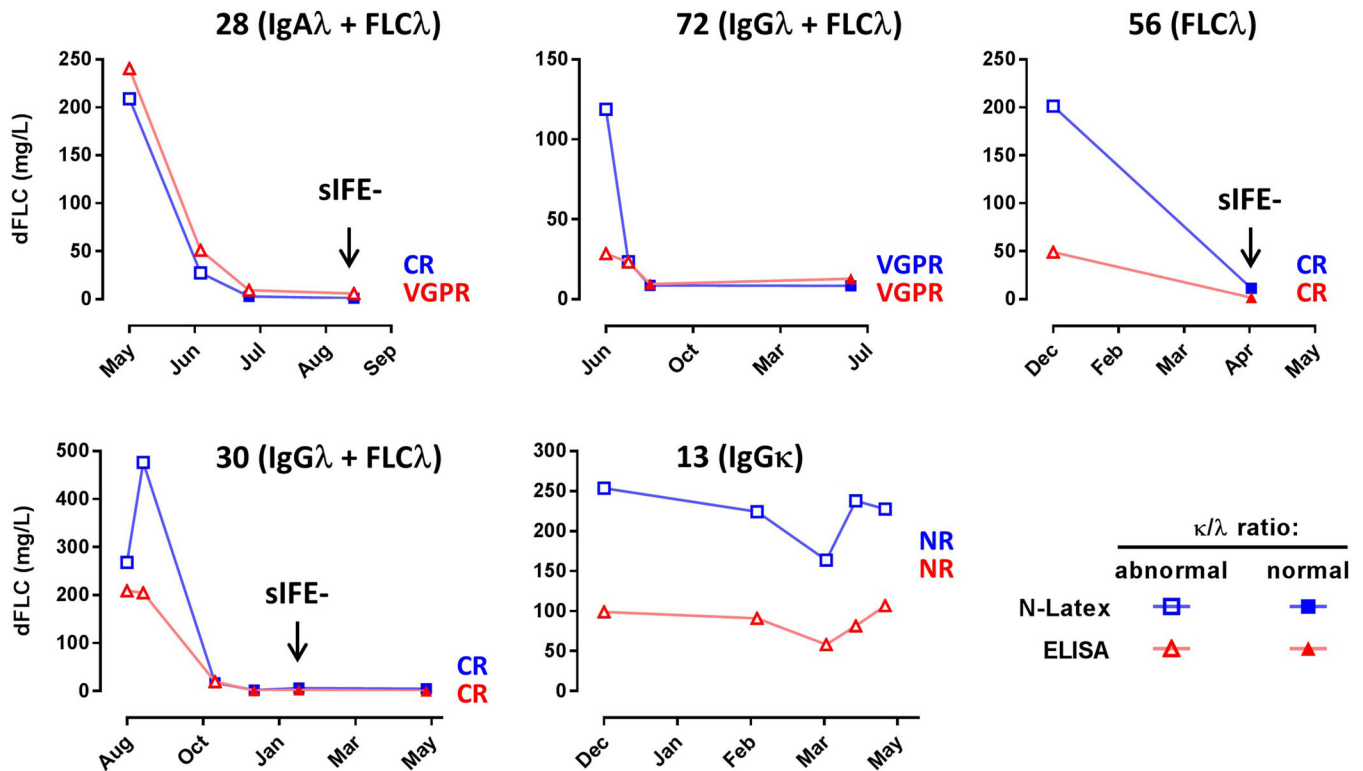 28 (IgAλ + FLCλ)
dFLC (mg/L)
250
200
150
100
50
0
sIFE-
CR
VGPR
May
Jun
Jul
Aug
Sep
72 (IgGλ + FLCλ)
150
100
50
0
VGPR
VGPR
Jun
Oct
Mar
Jul
56 (FLCλ)
250
200
150
100
50
0
sIFE-
CR
CR
Dec
Feb
Mar
Apr
May
30 (IgGλ + FLCλ)
dFLC (mg/L)
500
400
300
200
100
0
sIFE-
CR
CR
Aug
Oct
Jan
Mar
May
13 (IgGκ)
300
250
200
150
100
50
0
NR
NR
Dec
Jan
Feb
Mar
May
κ/λ ratio:
abnormal normal
N-Latex
ELISA